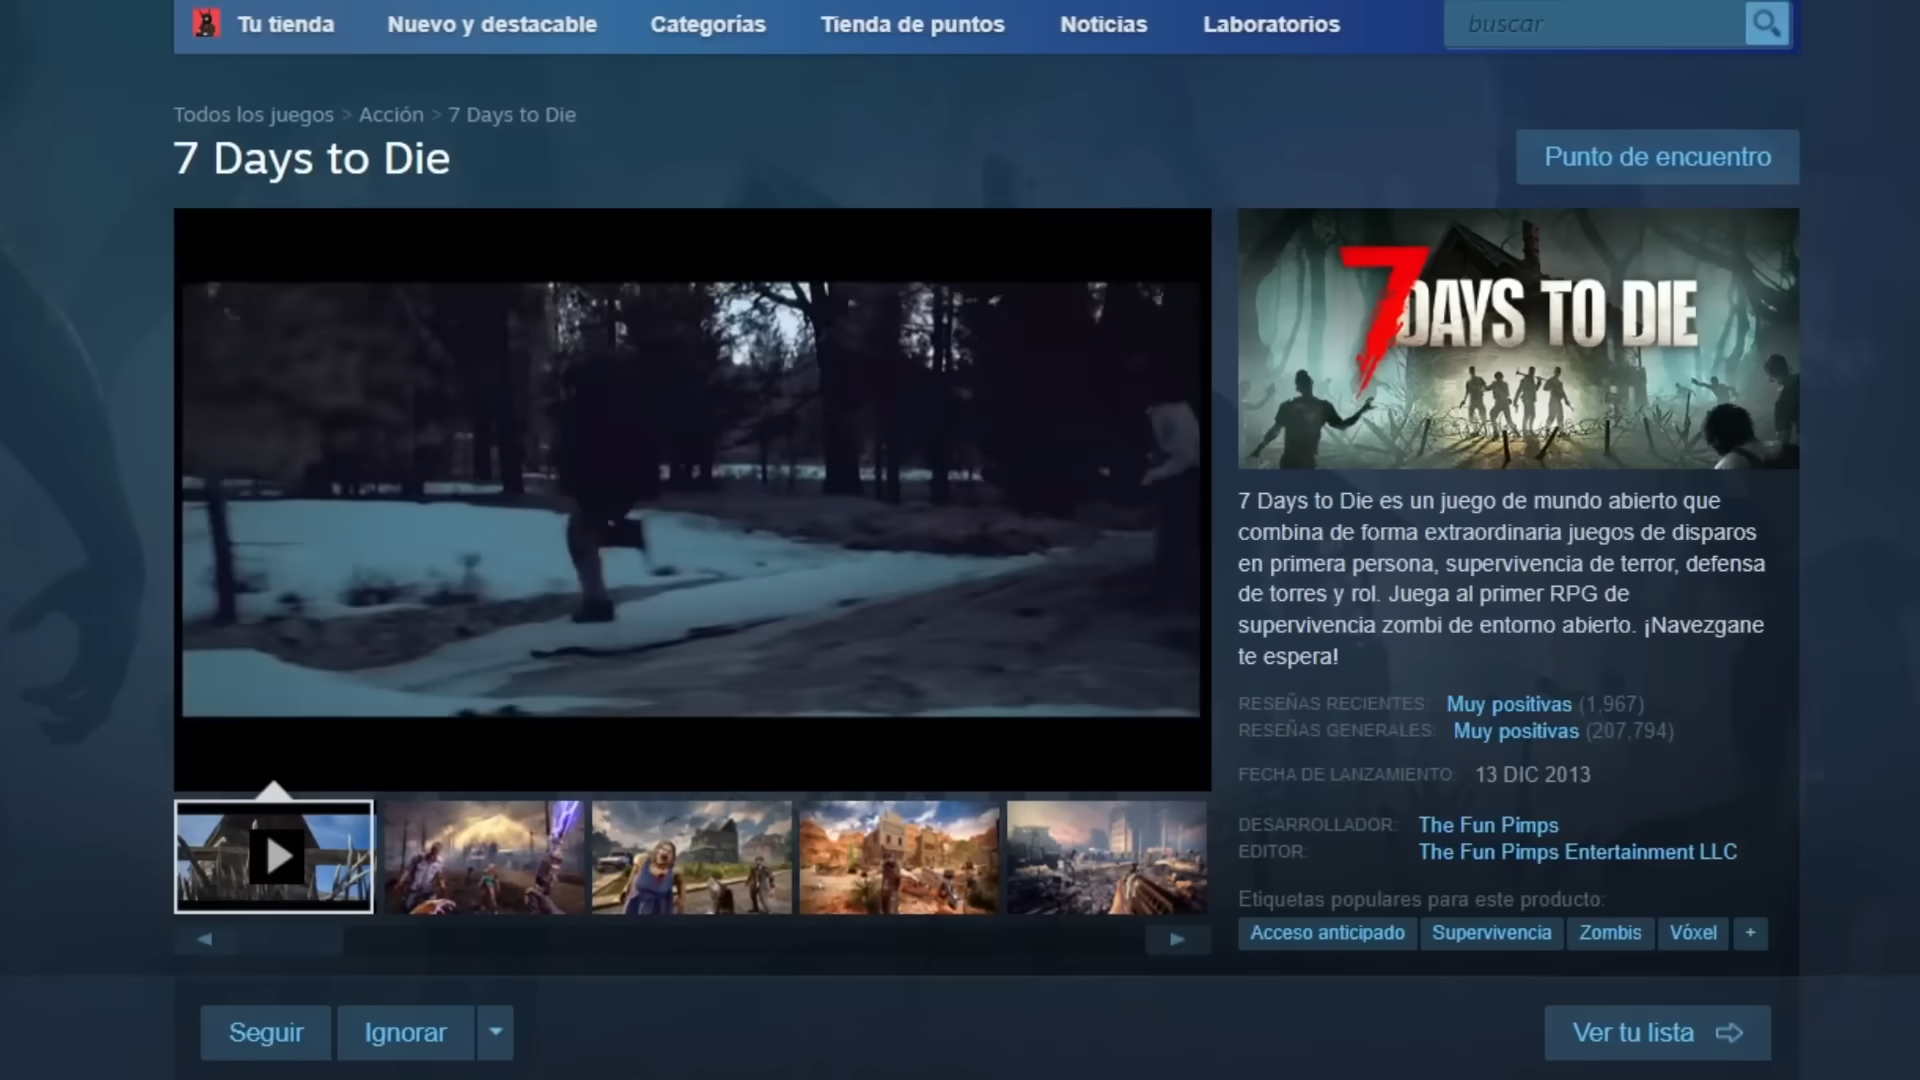 Tu tienda
Nuevo y destacable
Categorías
Tienda de puntos
Noticias
Laboratorios
buscar
Todos los juegos > Acción > 7 Days to Die
7 Days to Die
Punto de encuentro
7 DAYS TO DIE
7 Days to Die es un juego de mundo abierto que
combina de forma extraordinaria juegos de disparos
en primera persona, supervivencia de terror, defensa
de torres y rol. Juega al primer RPG de
supervivencia zombi de entorno abierto. ¡Navezgane
te espera!
RESEÑAS RECIENTES: Muy positivas (1,967)
RESEÑAS GENERALES: Muy positivas (207,794)
FECHA DE LANZAMIENTO: 13 DIC 2013
DESARROLLADOR: The Fun Pimps
EDITOR: The Fun Pimps Entertainment LLC
Etiquetas populares para este producto:
Acceso anticipado
Supervivencia
Zombis
Vóxel
+
Seguir
Ignorar
Ver tu lista